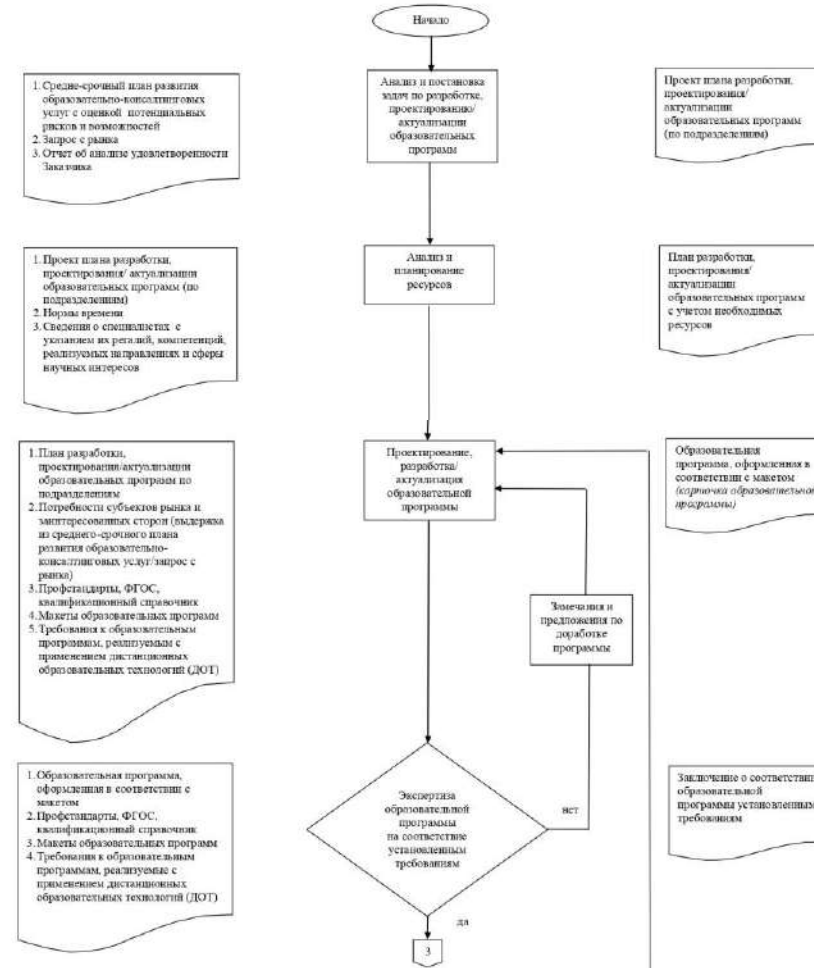 Начало
1. Средне-срочный план развития
образовательно-консалтинговых
услуг с оценкой потенциальных
рисков и возможностей
2. Запрос с рынка
3. Отчет об анализе удовлетворенности
Заказчика
Анализ и постановка
задач по разработке,
проектированию/
актуализации
образовательных
программ
Проект плана разработки,
проектирования/
актуализации
образовательных программ
(по подразделениям)
1. Проект плана разработки,
проектирования/ актуализации
образовательных программ (по
подразделениям)
2. Нормы времени
3. Сведения о специалистах с
указанием их регалий, компетенций,
реализуемых направлениях и сферы
научных интересов
Анализ и
планирование
ресурсов
План разработки,
проектирования/
актуализации
образовательных программ
с учетом необходимых
ресурсов
1. План разработки,
проектирования/актуализации
образовательных программ по
подразделениям
2. Потребности субъектов рынка и
заинтересованных сторон (выдержка
из среднего-срочного плана
развития образовательно-
консалтинговых услуг/запрос с
рынка)
3. Профстандарты, ФГОС,
квалификационный справочник
4. Макеты образовательных программ
5. Требования к образовательным
программам, реализуемым с
применением дистанционных
образовательных технологий (ДОТ)
Проектирование,
разработка/
актуализация
образовательной
программы
Образовательная
программа, оформленная в
соответствии с макетом
(карточка образовательной
программы)
Замечания и
предложения по
доработке
программы
1. Образовательная программа,
оформленная в соответствии с
макетом
2. Профстандарты, ФГОС,
квалификационный справочник
3. Макеты образовательных программ
4. Требования к образовательным
программам, реализуемые с
применением дистанционных
образовательных технологий (ДОТ)
Экспертиза
образовательной
программы
на соответствие
установленным
требованиям
нет
Заключение о соответствии
образовательной
программы установленным
требованиям
да
3